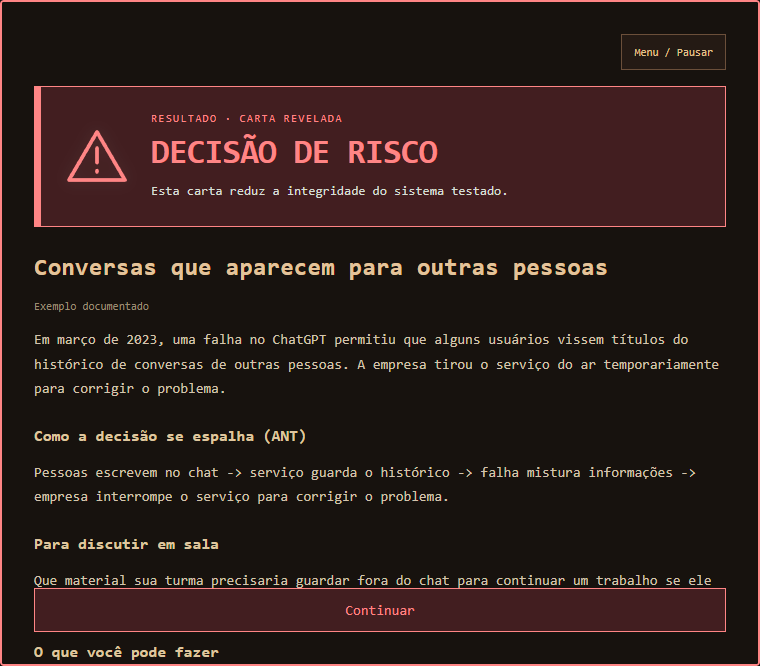 Menu / Pausar
RESULTADO · CARTA REVELADA
DECISÃO DE RISCO
Esta carta reduz a integridade do sistema testado.
Conversas que aparecem para outras pessoas
Exemplo documentado
Em março de 2023, uma falha no ChatGPT permitiu que alguns usuários vissem títulos do
histórico de conversas de outras pessoas. A empresa tirou o serviço do ar temporariamente
para corrigir o problema.
Como a decisão se espalha (ANT)
Pessoas escrevem no chat -> serviço guarda o histórico -> falha mistura informações ->
empresa interrompe o serviço para corrigir o problema.
Para discutir em sala
Que material sua turma precisaria guardar fora do chat para continuar um trabalho se ele
Continuar
O que você pode fazer